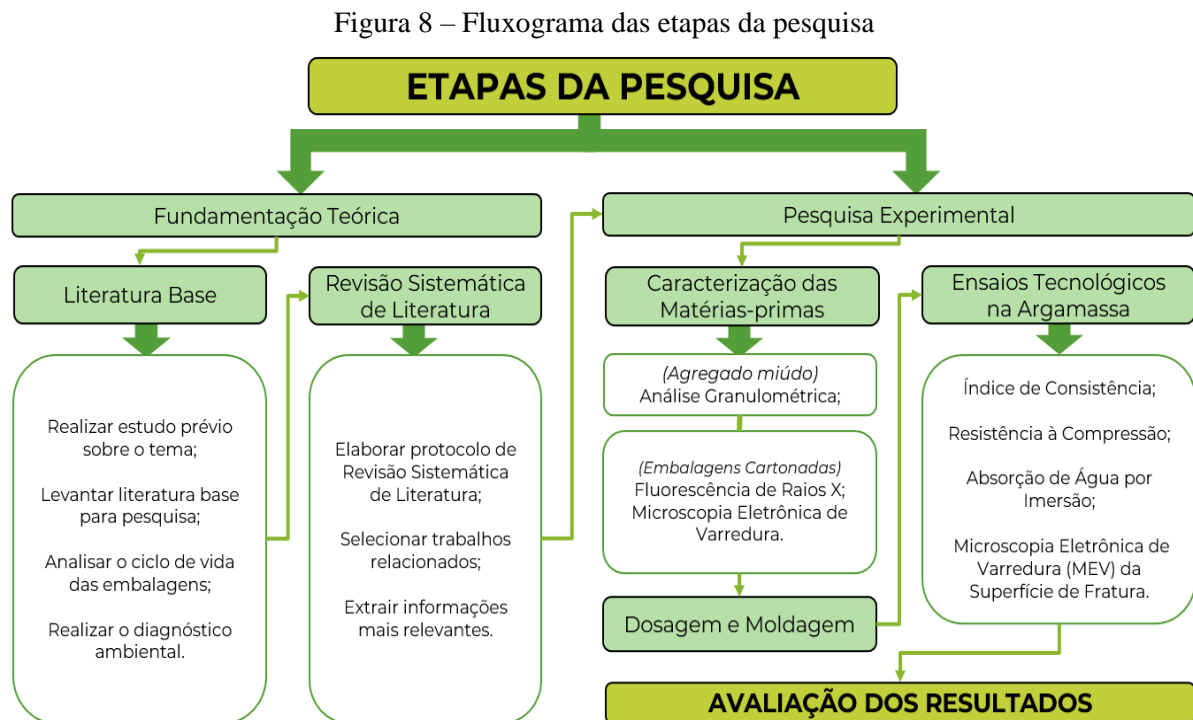 Figura 8 – Fluxograma das etapas da pesquisa
ETAPAS DA PESQUISA
Fundamentação Teórica
Literatura Base
Realizar estudo prévio
sobre o tema;
Levantar literatura base
para pesquisa;
Analisar o ciclo de vida
das embalagens;
Realizar o diagnóstico
ambiental.
Revisão Sistemática
de Literatura
Elaborar protocolo de
Revisão Sistemática
de Literatura;
Selecionar trabalhos
relacionados;
Extrair informações
mais relevantes.
Pesquisa Experimental
Caracterização das
Matérias-primas
(Agregado miúdo)
Análise Granulométrica;
(Embalagens Cartonadas)
Fluorescência de Raios X;
Microscopia Eletrônica de
Varredura.
Dosagem e Moldagem
Ensaios Tecnológicos
na Argamassa
Índice de Consistência;
Resistência à Compressão;
Absorção de Água por
Imersão;
Microscopia Eletrônica de
Varredura (MEV) da
Superfície de Fratura.
AVALIAÇÃO DOS RESULTADOS